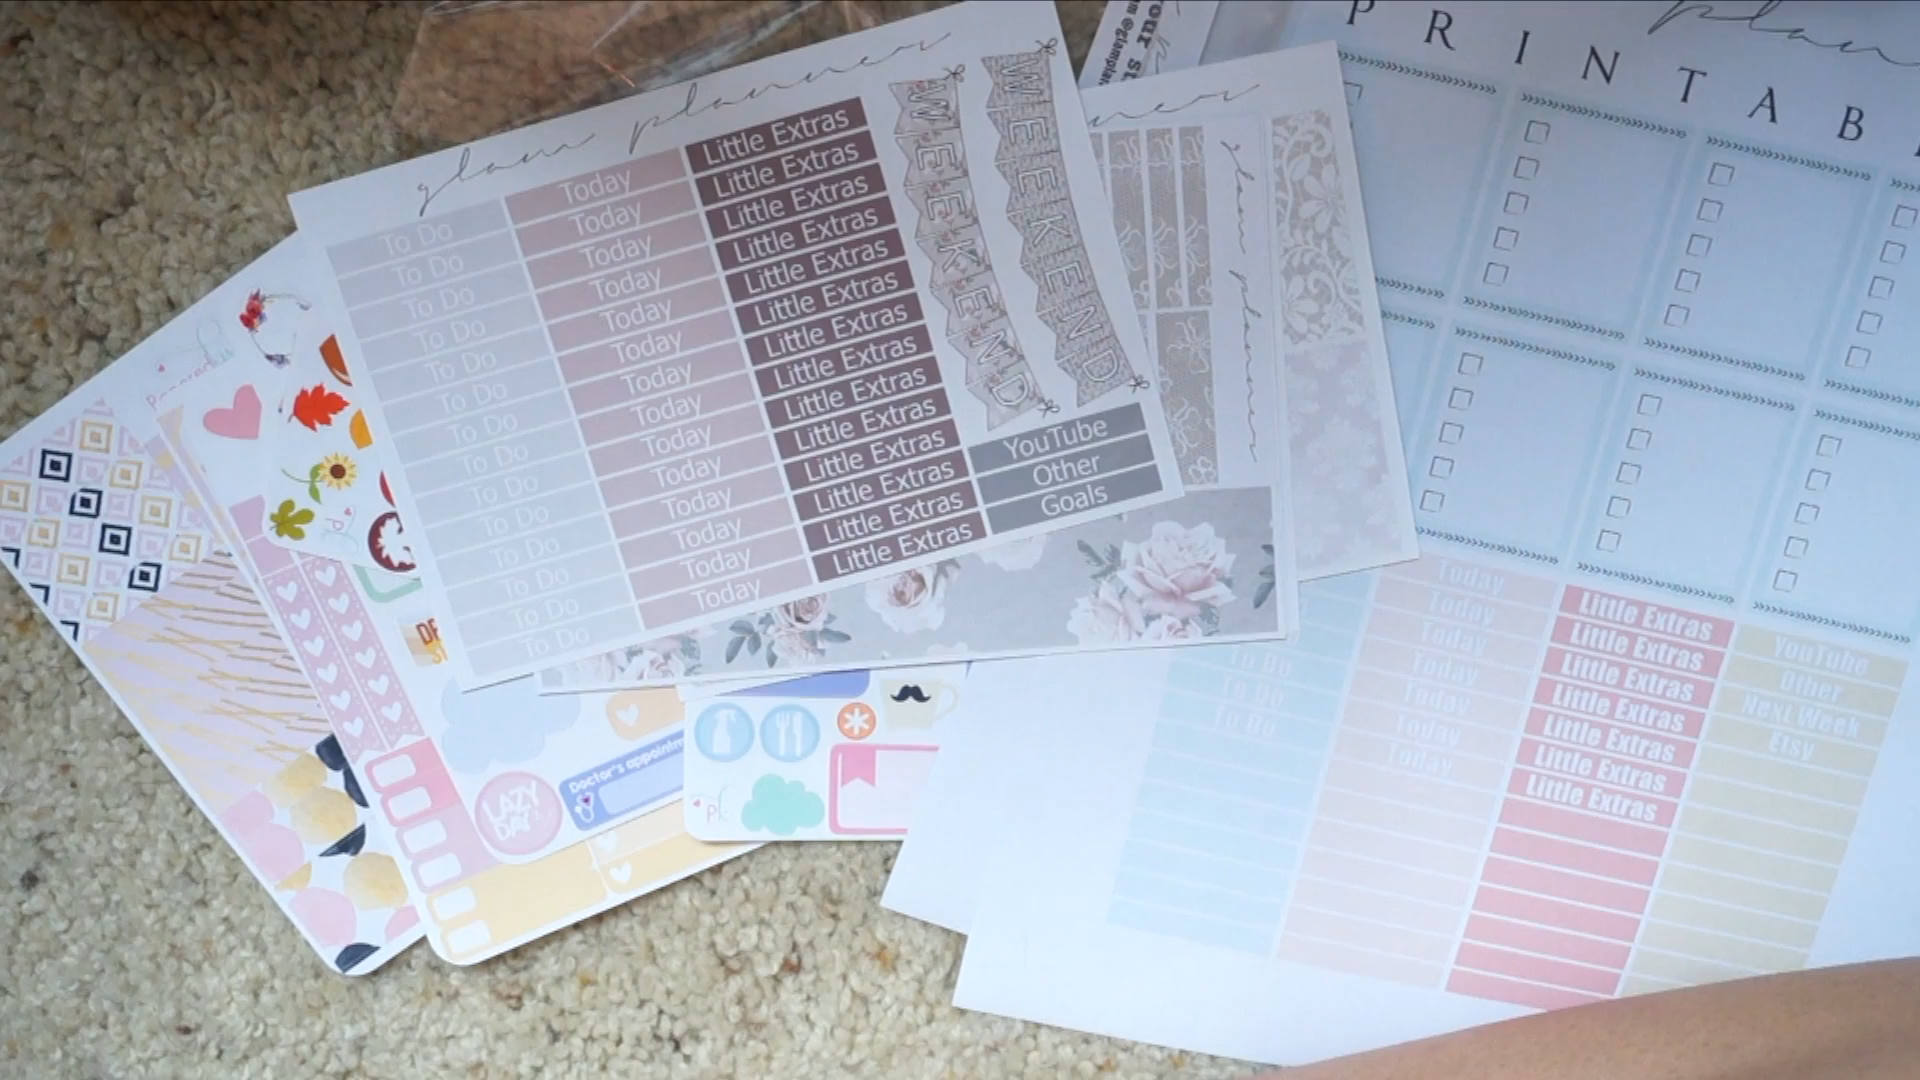 glam planner
To Do
To Do
To Do
To Do
To Do
To Do
To Do
To Do
To Do
To Do
To Do
To Do
To Do
To Do
Today
Today
Today
Today
Today
Today
Today
Today
Today
Today
Today
Today
Today
Today
Little Extras
Little Extras
Little Extras
Little Extras
Little Extras
Little Extras
Little Extras
Little Extras
Little Extras
Little Extras
Little Extras
Little Extras
Little Extras
Little Extras
WEEKEND
WEEKEND
YouTube
Other
Goals
glam planner
PRINTAB
To Do
To Do
To Do
Today
Today
Today
Today
Today
Today
Today
Little Extras
Little Extras
Little Extras
Little Extras
Little Extras
Little Extras
Little Extras
YouTube
Other
Next Week
Etsy
LAZY
DAY
Doctor's appointm
PK